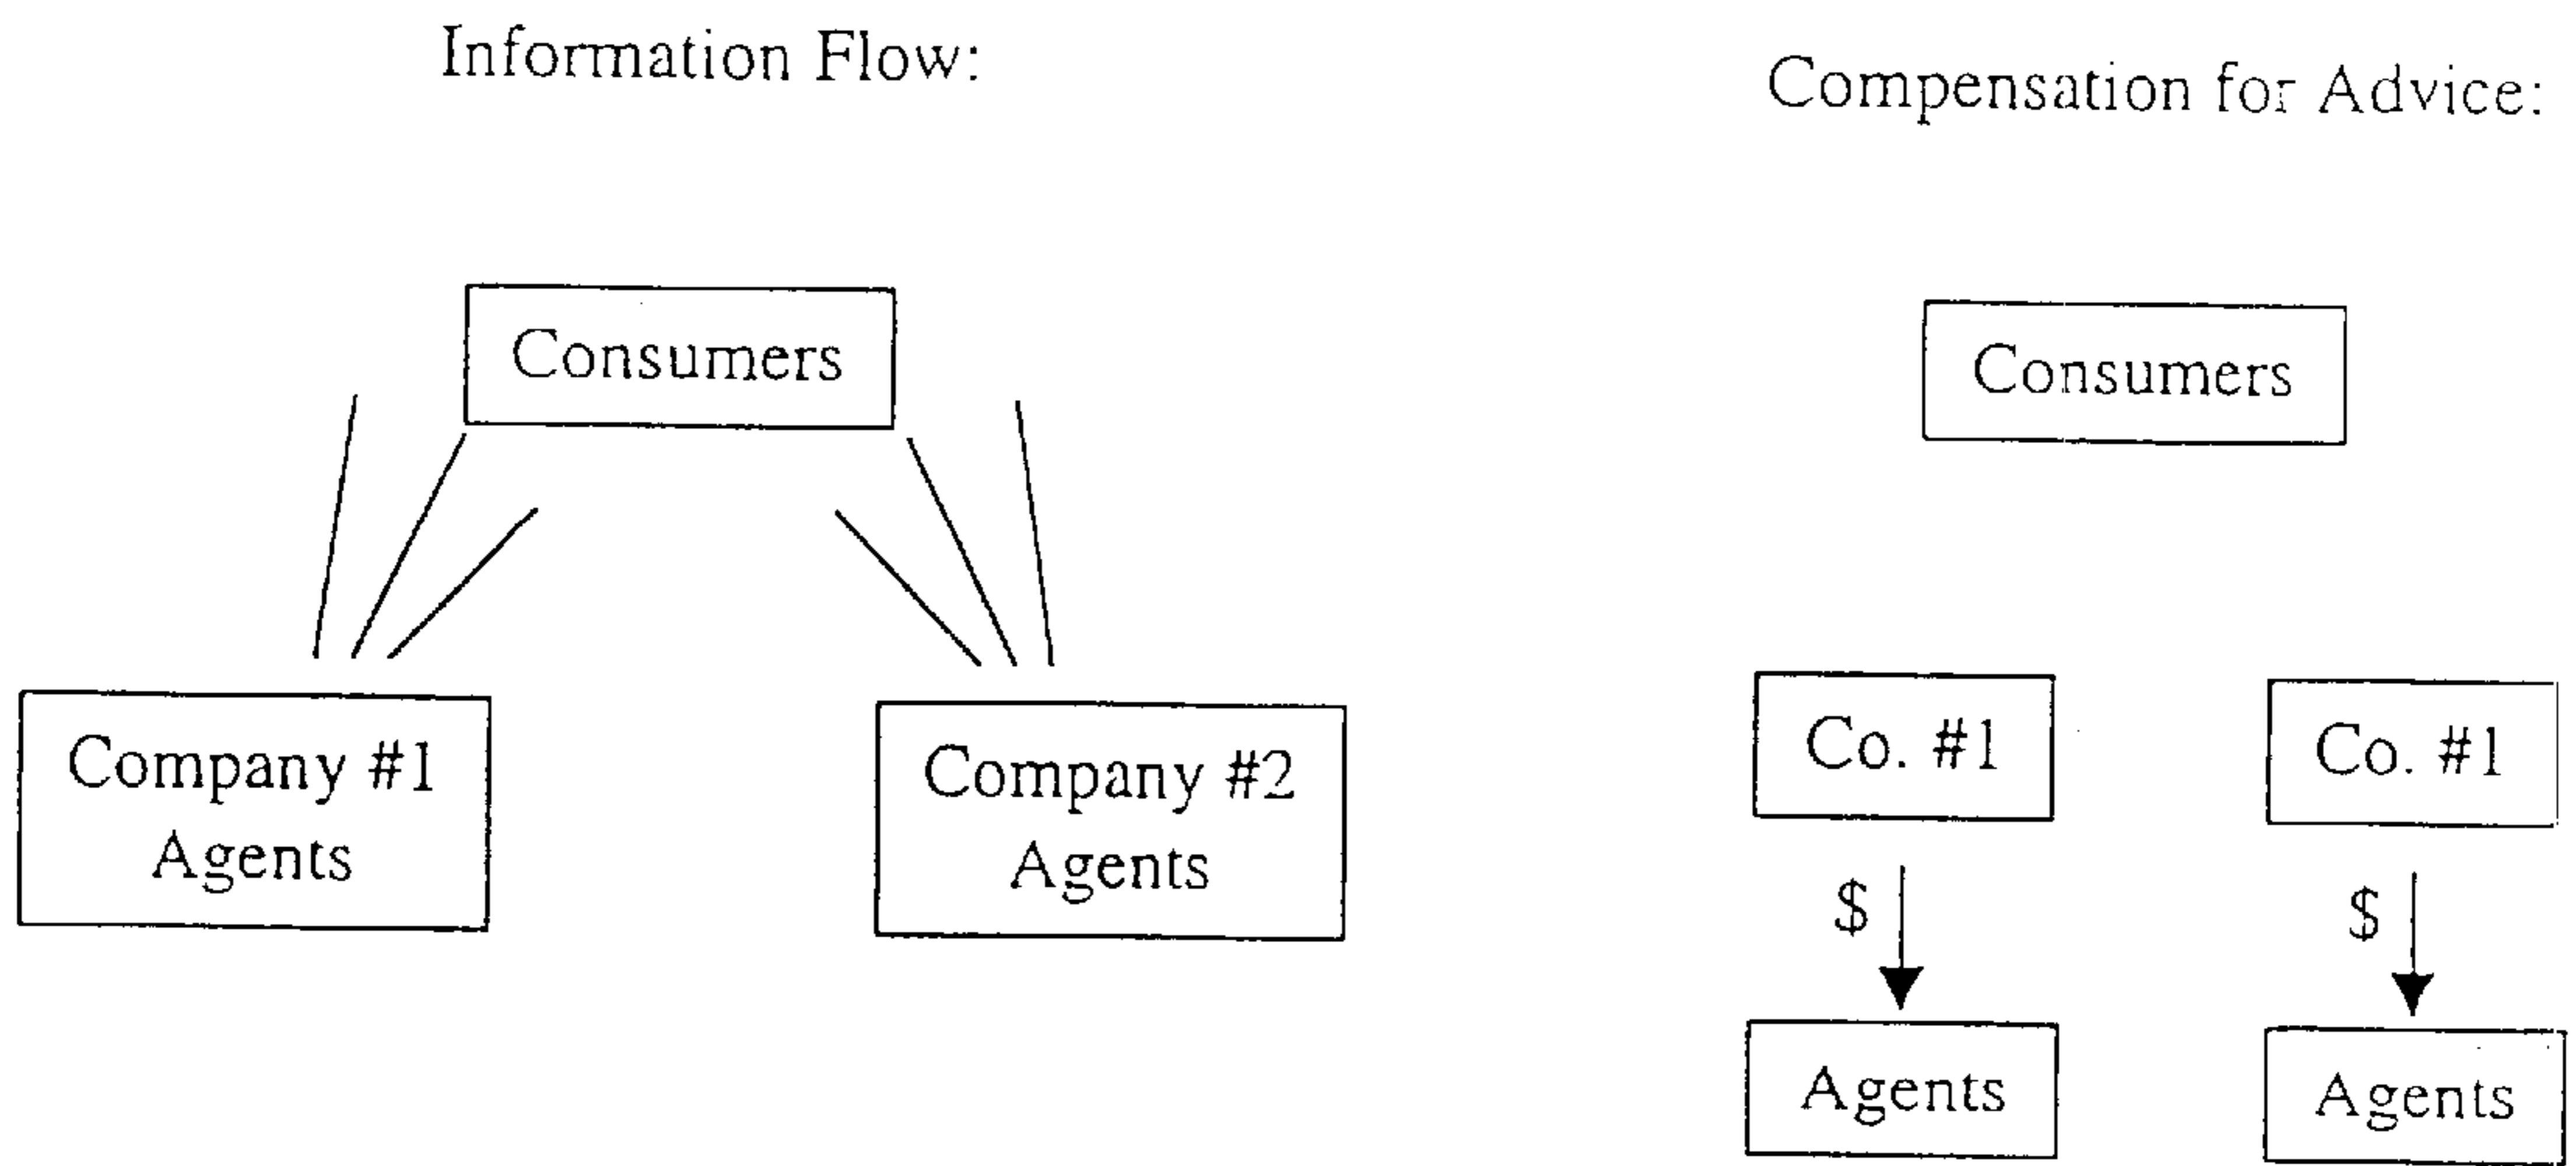 Information Flow:
Consumers
Company #1
Agents
Company #2
Agents
Compensation for Advice:
Consumers
Co. #1
Co. #1
$
$
Agents
Agents